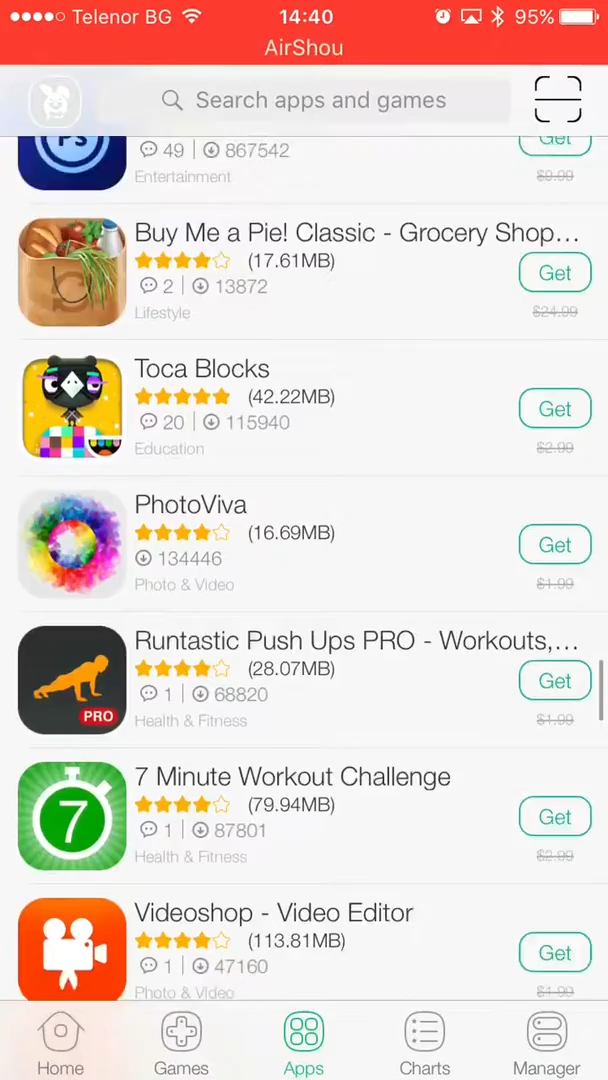 Telenor BG 14:40 95%
AirShou
Search apps and games
PS
49 | 867542
Get
Entertainment
$9.99
Buy Me a Pie! Classic - Grocery Shop...
(17.61MB)
Get
2 | 13872
Lifestyle
$24.99
Toca Blocks
(42.22MB)
Get
20 | 115940
Education
$2.99
PhotoViva
(16.69MB)
Get
134446
Photo & Video
$1.99
Runtastic Push Ups PRO - Workouts,...
(28.07MB)
Get
1 | 68820
PRO
Health & Fitness
$1.99
7 Minute Workout Challenge
(79.94MB)
7
Get
1 | 87801
Health & Fitness
$2.99
Videoshop - Video Editor
(113.81MB)
Get
1 | 47160
Photo & Video
$1.99
Home Games Apps Charts Manager